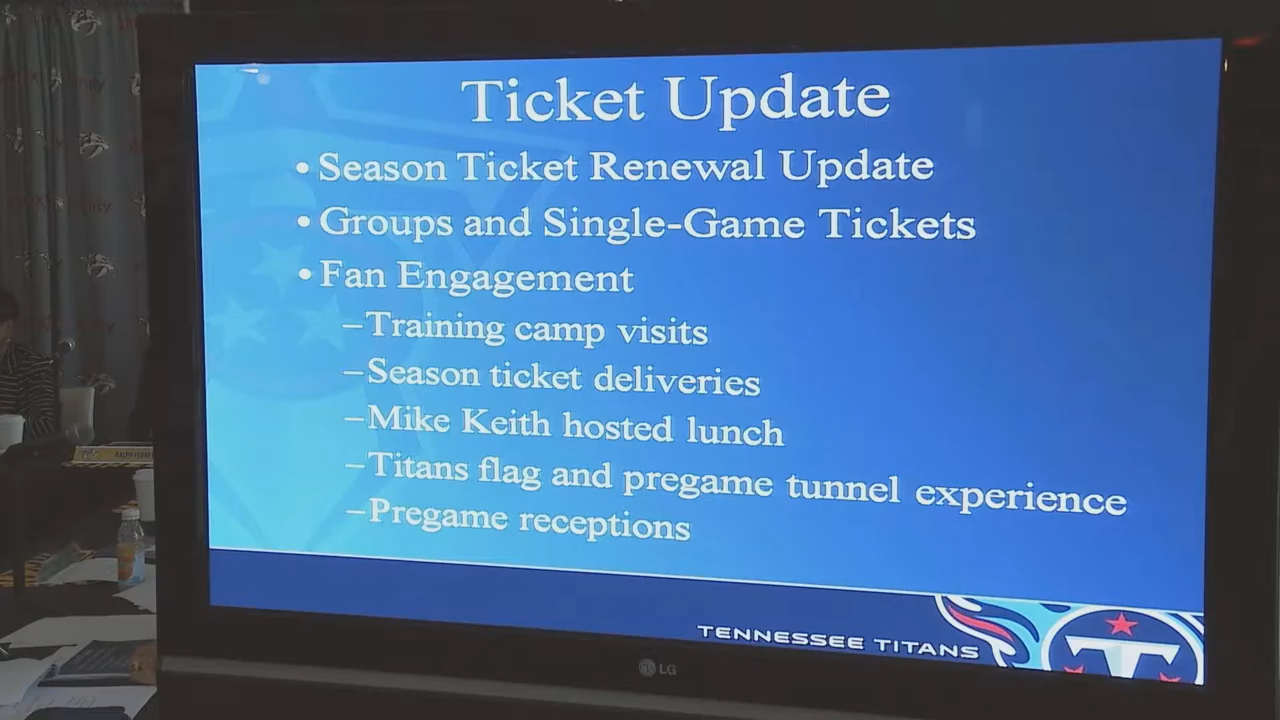 Ticket Update
• Season Ticket Renewal Update
• Groups and Single-Game Tickets
• Fan Engagement
–Training camp visits
–Season ticket deliveries
–Mike Keith hosted lunch
–Titans flag and pregame tunnel experience
–Pregame receptions
TENNESSEE TITANS
T
LG